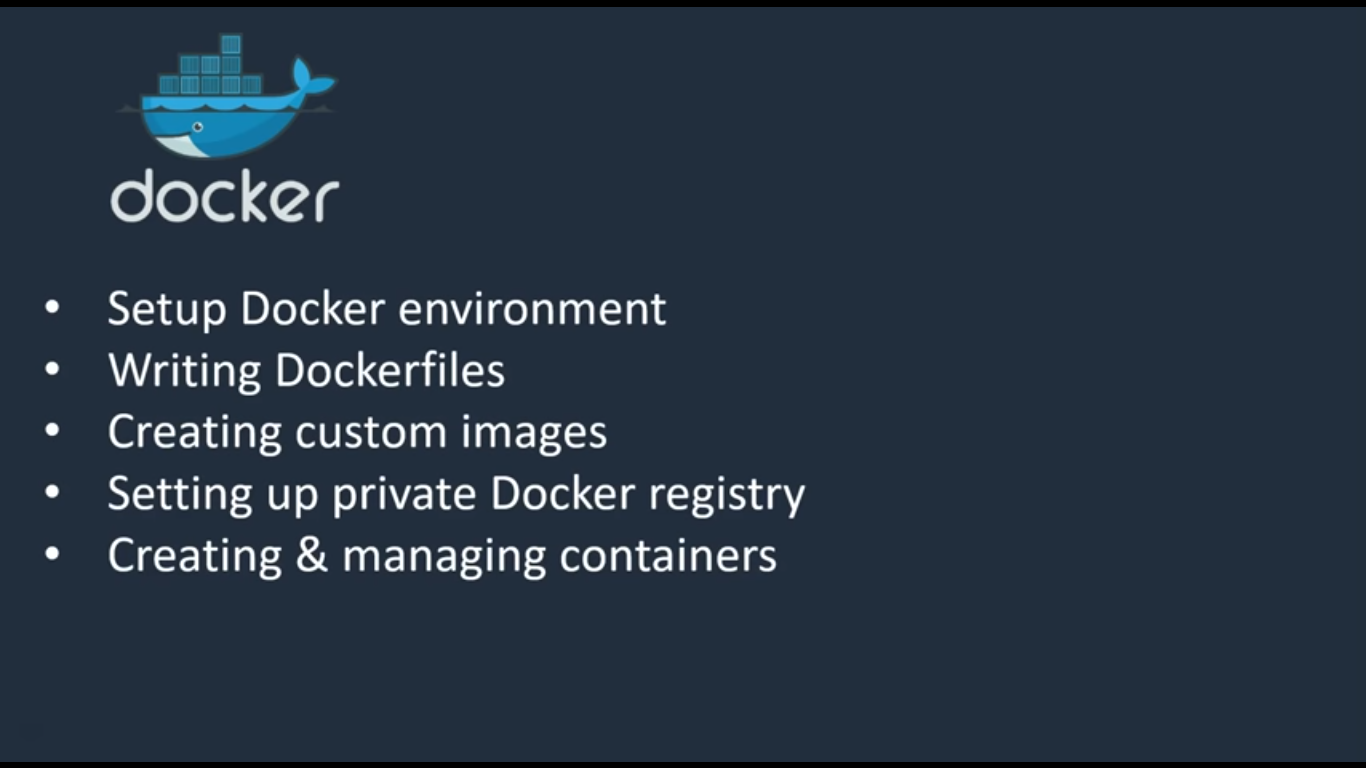 docker
• Setup Docker environment
• Writing Dockerfiles
• Creating custom images
• Setting up private Docker registry
• Creating & managing containers